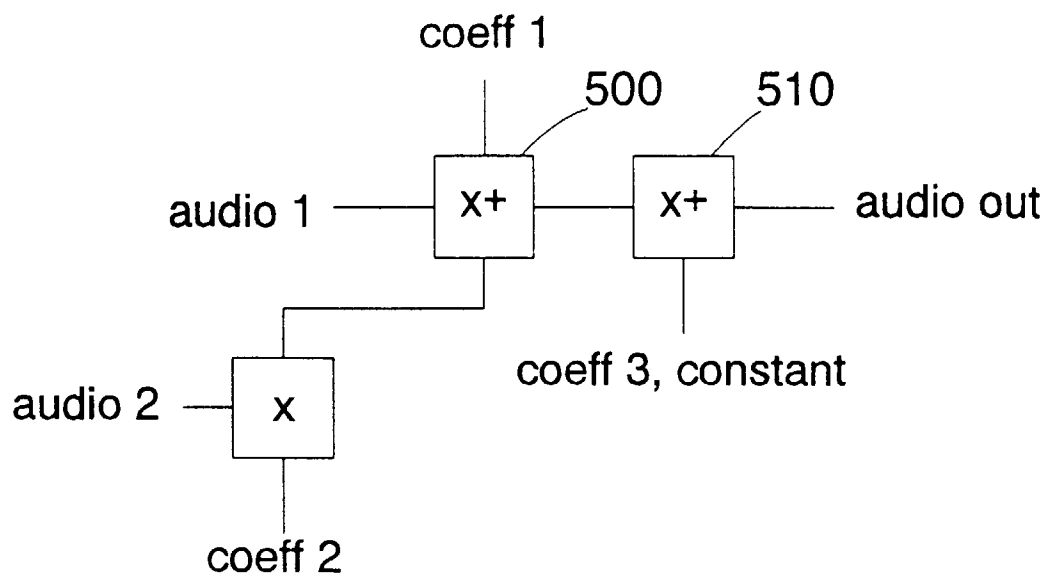 coeff 1
500
510
audio 1
x+
x+
audio out
coeff 3, constant
audio 2
x
coeff 2